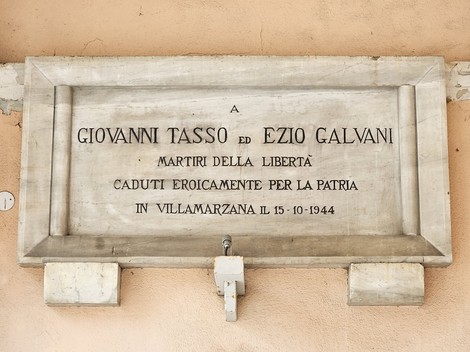 A
GIOVANNI TASSO ED EZIO GALVANI
MARTIRI DELLA LIBERTÀ
CADUTI EROICAMENTE PER LA PATRIA
IN VILLAMARZANA IL 15-10-1944